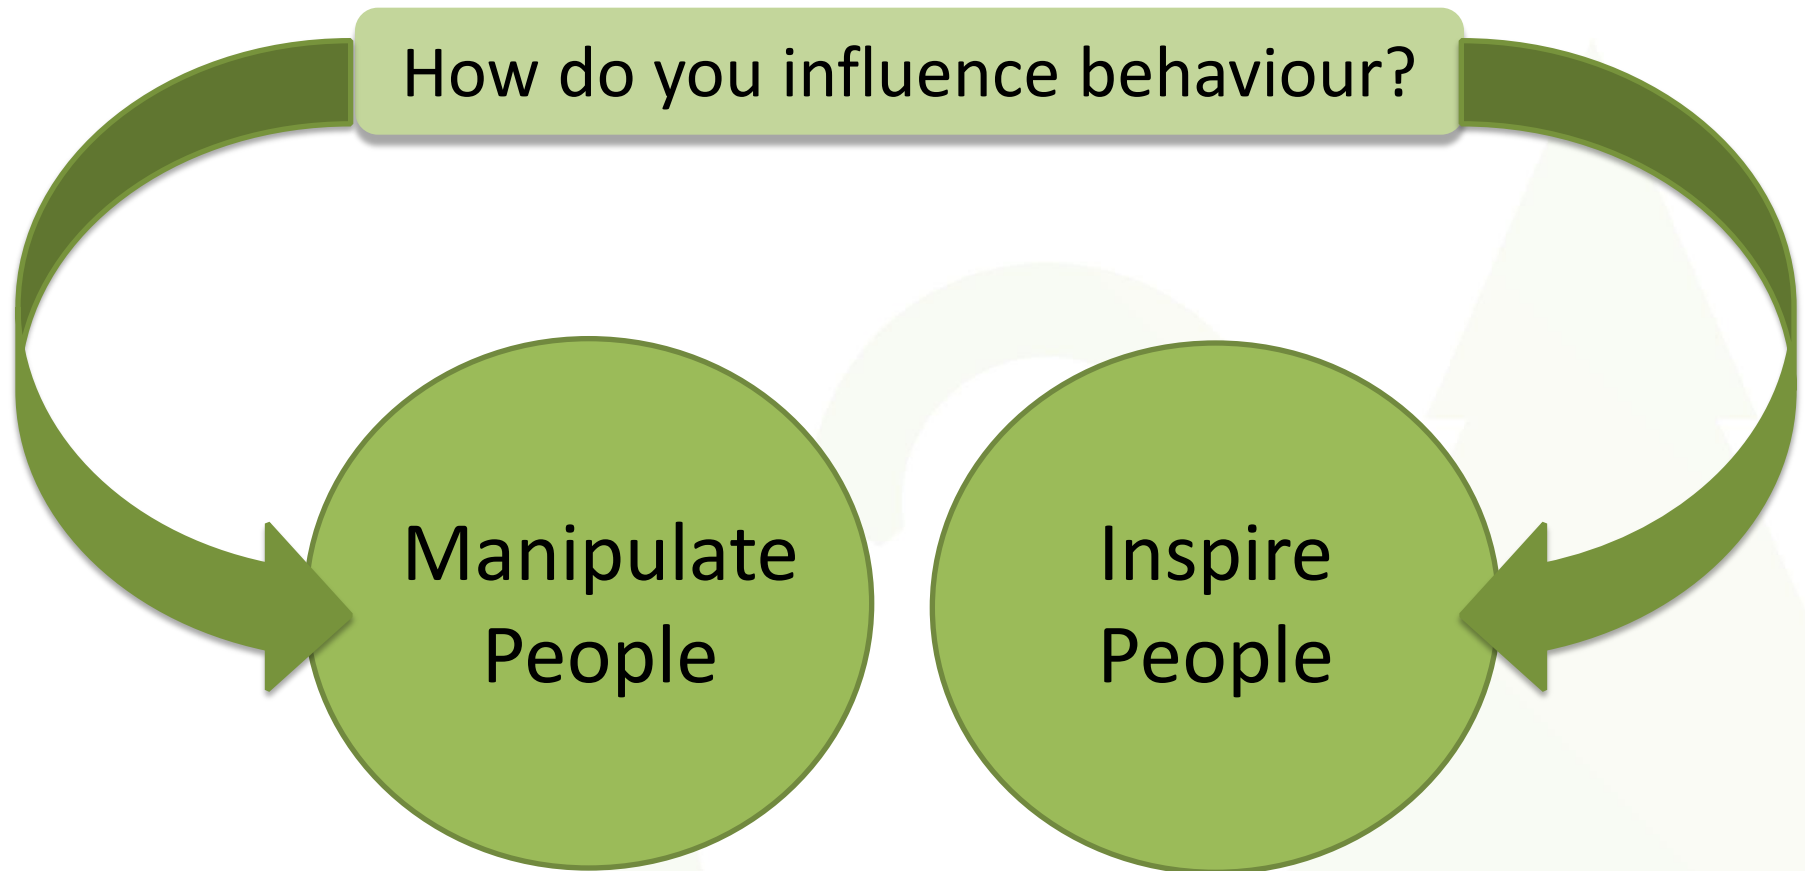 How do you influence behaviour?
Manipulate
People
Inspire
People